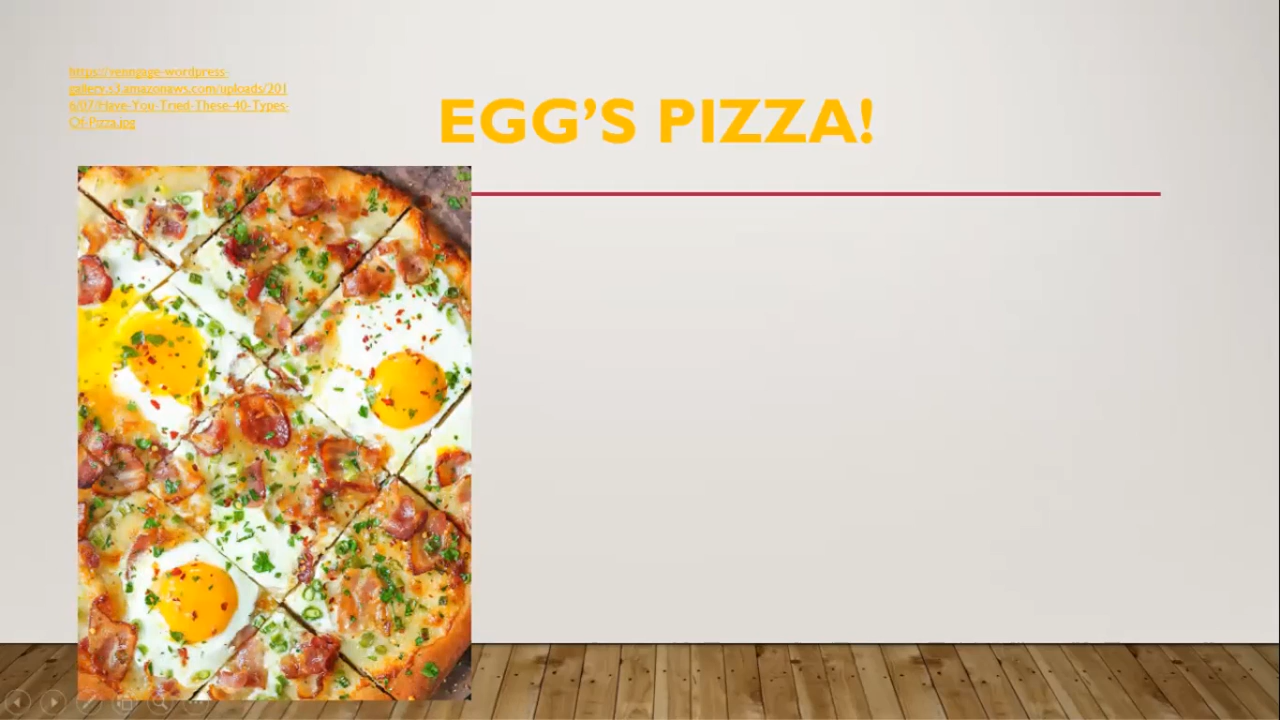 https://venngage-wordpress-
gallery.s3.amazonaws.com/uploads/201
6/07/Have-You-Tried-These-40-Types-
Of-Pizza.jpg
EGG’S PIZZA!